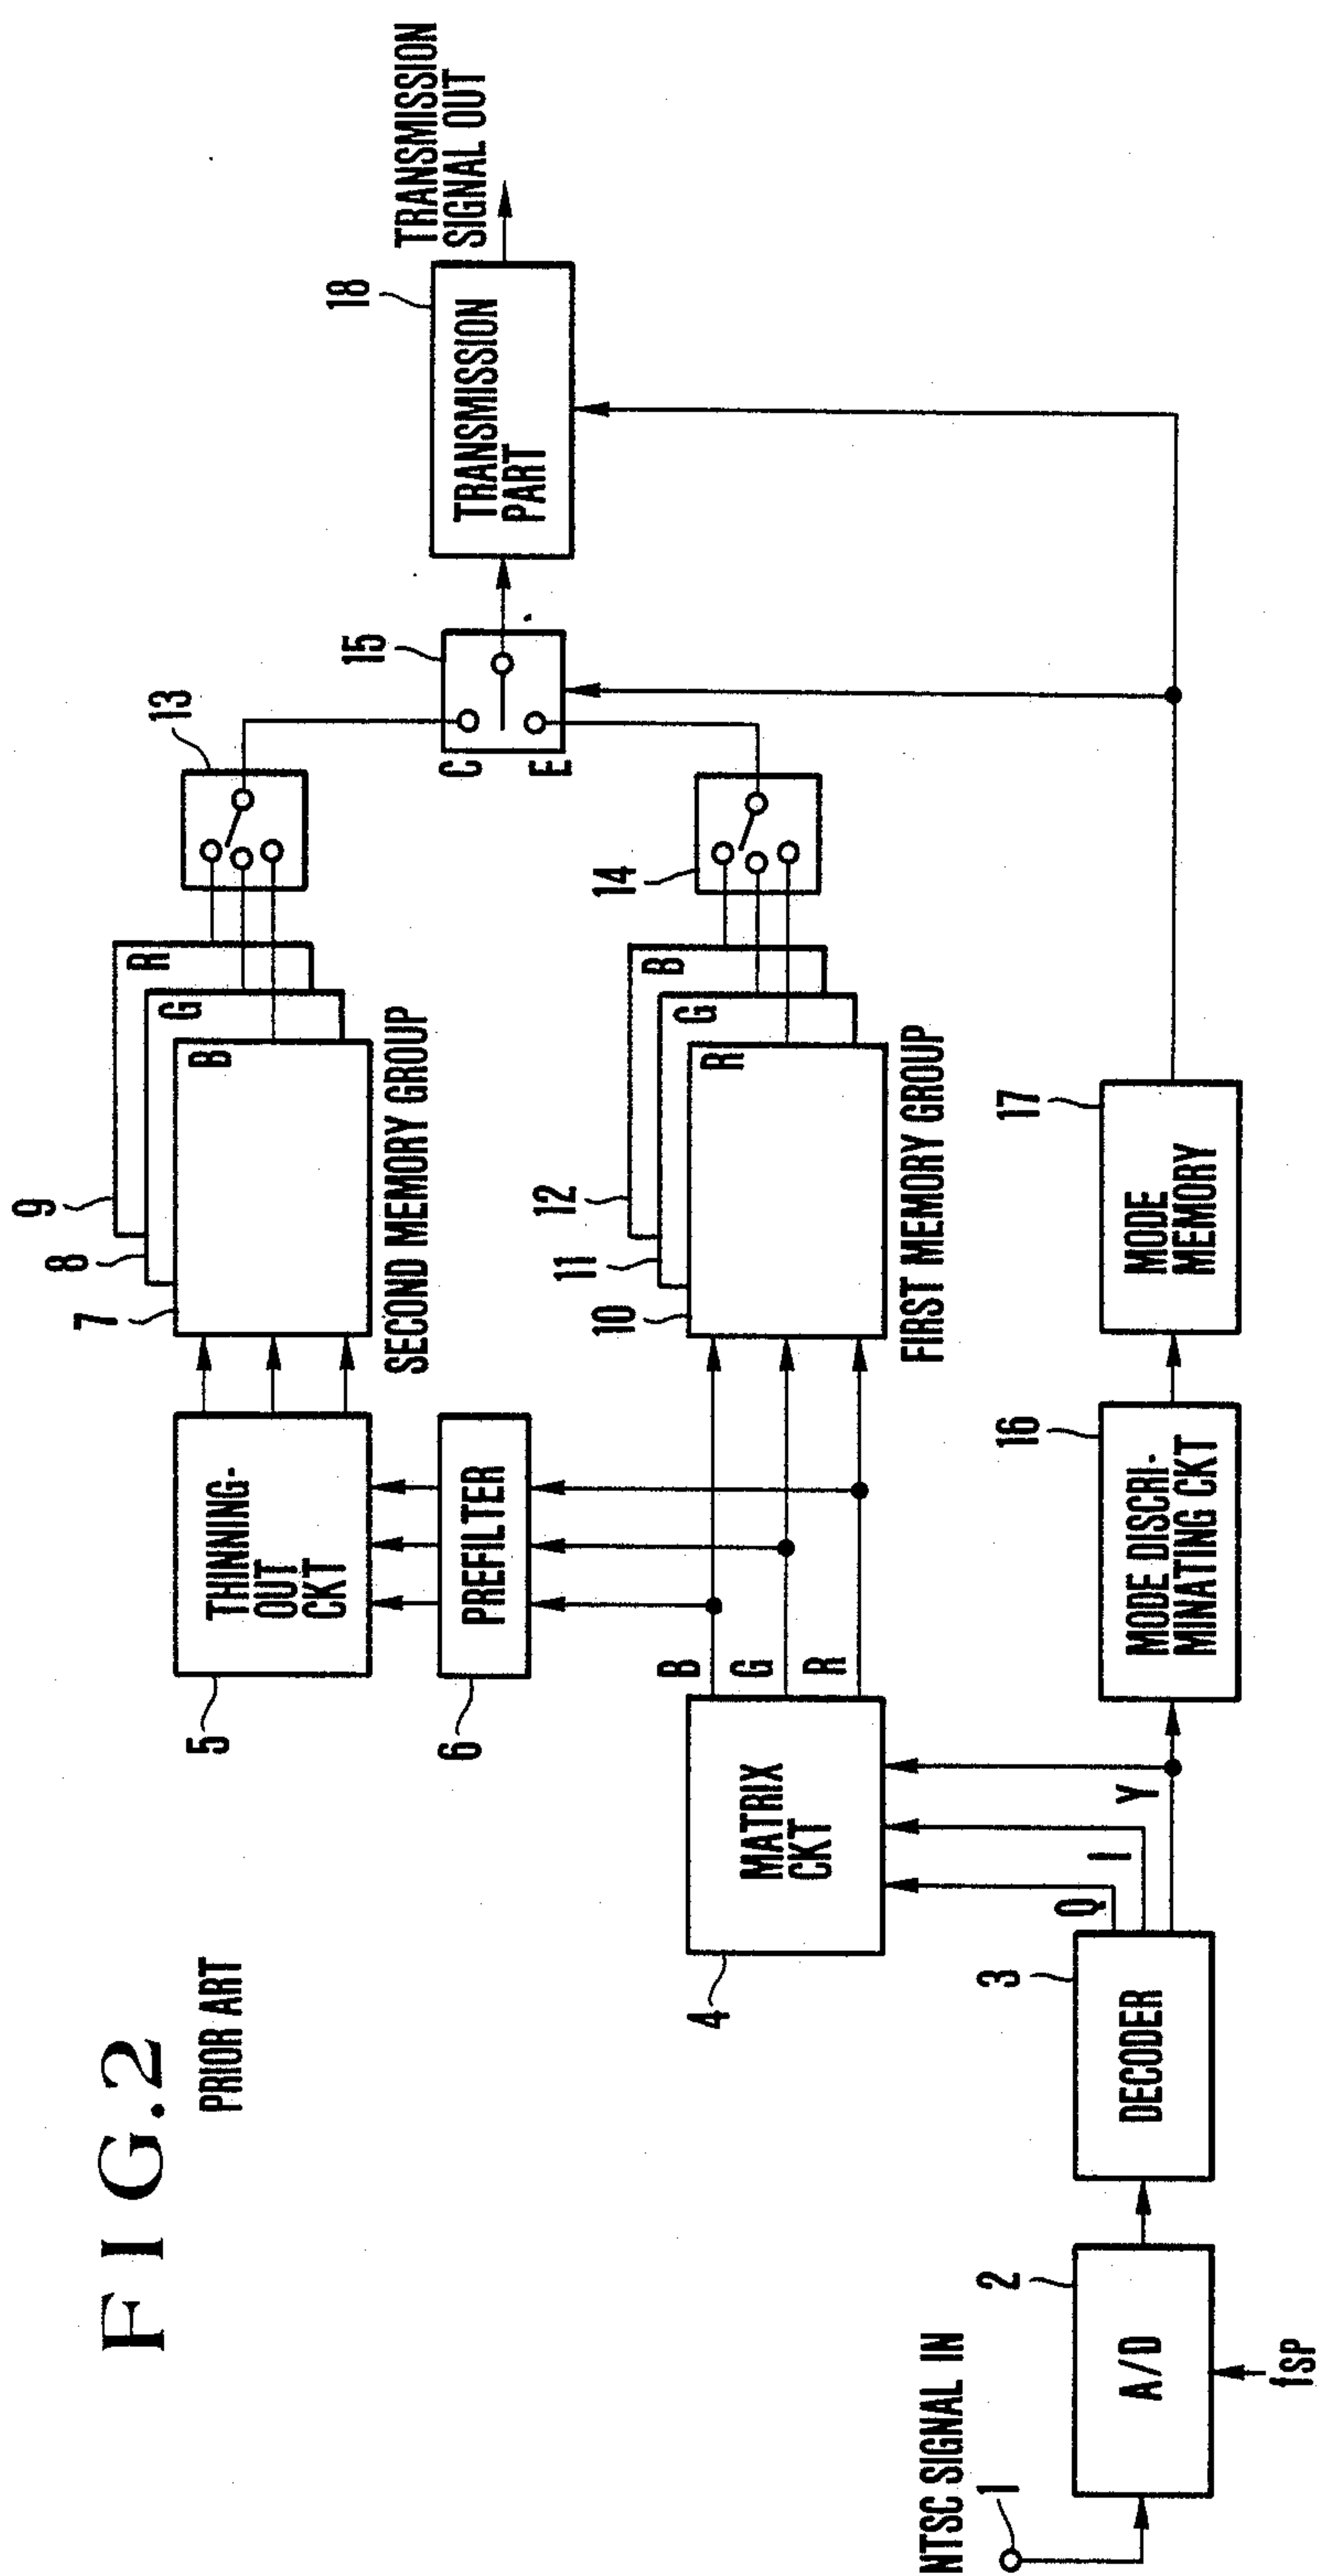 FIG.2
PRIOR ART
NTSC SIGNAL IN
1
2
A/D
fSP
3
DECODER
Q
I
Y
4
MATRIX
CKT
B
G
R
5
THINNING-
OUT
CKT
6
PREFILTER
7
8
9
B
G
R
SECOND MEMORY GROUP
10
11
12
R
G
B
FIRST MEMORY GROUP
13
14
15
C
E
16
MODE DISCRI-
MINATING CKT
17
MODE
MEMORY
18
TRANSMISSION
PART
TRANSMISSION
SIGNAL OUT